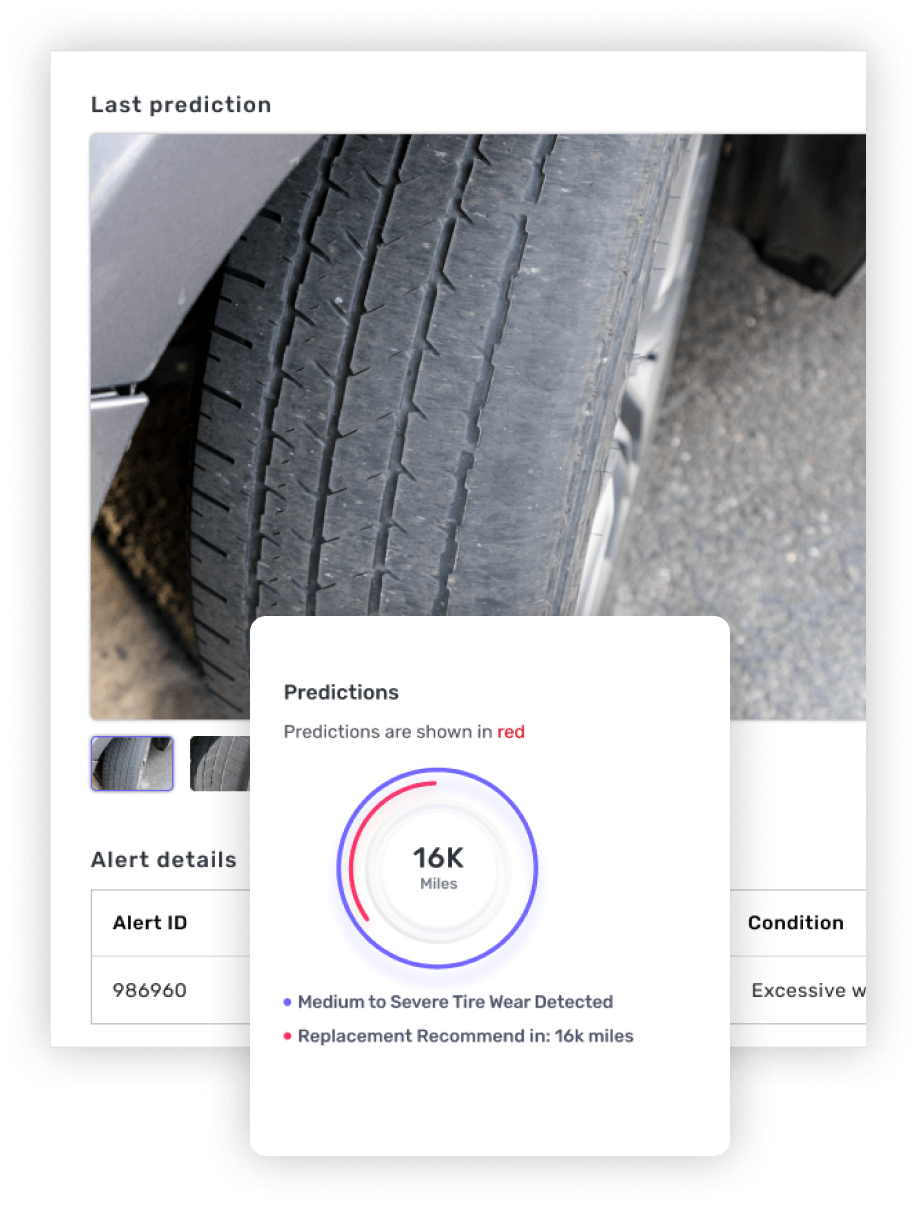 Last prediction
Predictions
Predictions are shown in red
16K
Miles
Medium to Severe Tire Wear Detected
Replacement Recommend in: 16k miles
Alert details
Alert ID
Condition
986960
Excessive w